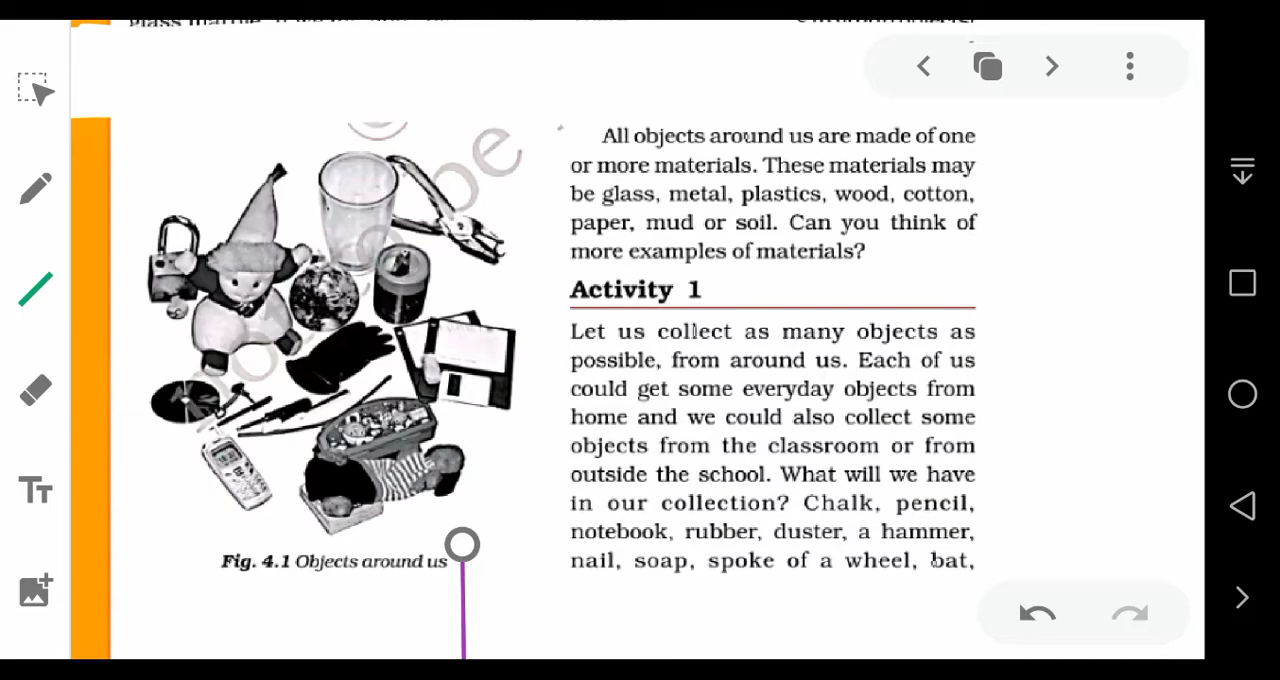 All objects around us are made of one
or more materials. These materials may
be glass, metal, plastics, wood, cotton,
paper, mud or soil. Can you think of
more examples of materials?
Activity 1
Let us collect as many objects as
possible, from around us. Each of us
could get some everyday objects from
home and we could also collect some
objects from the classroom or from
outside the school. What will we have
in our collection? Chalk, pencil,
notebook, rubber, duster, a hammer,
nail, soap, spoke of a wheel, bat,
Fig. 4.1 Objects around us
TT